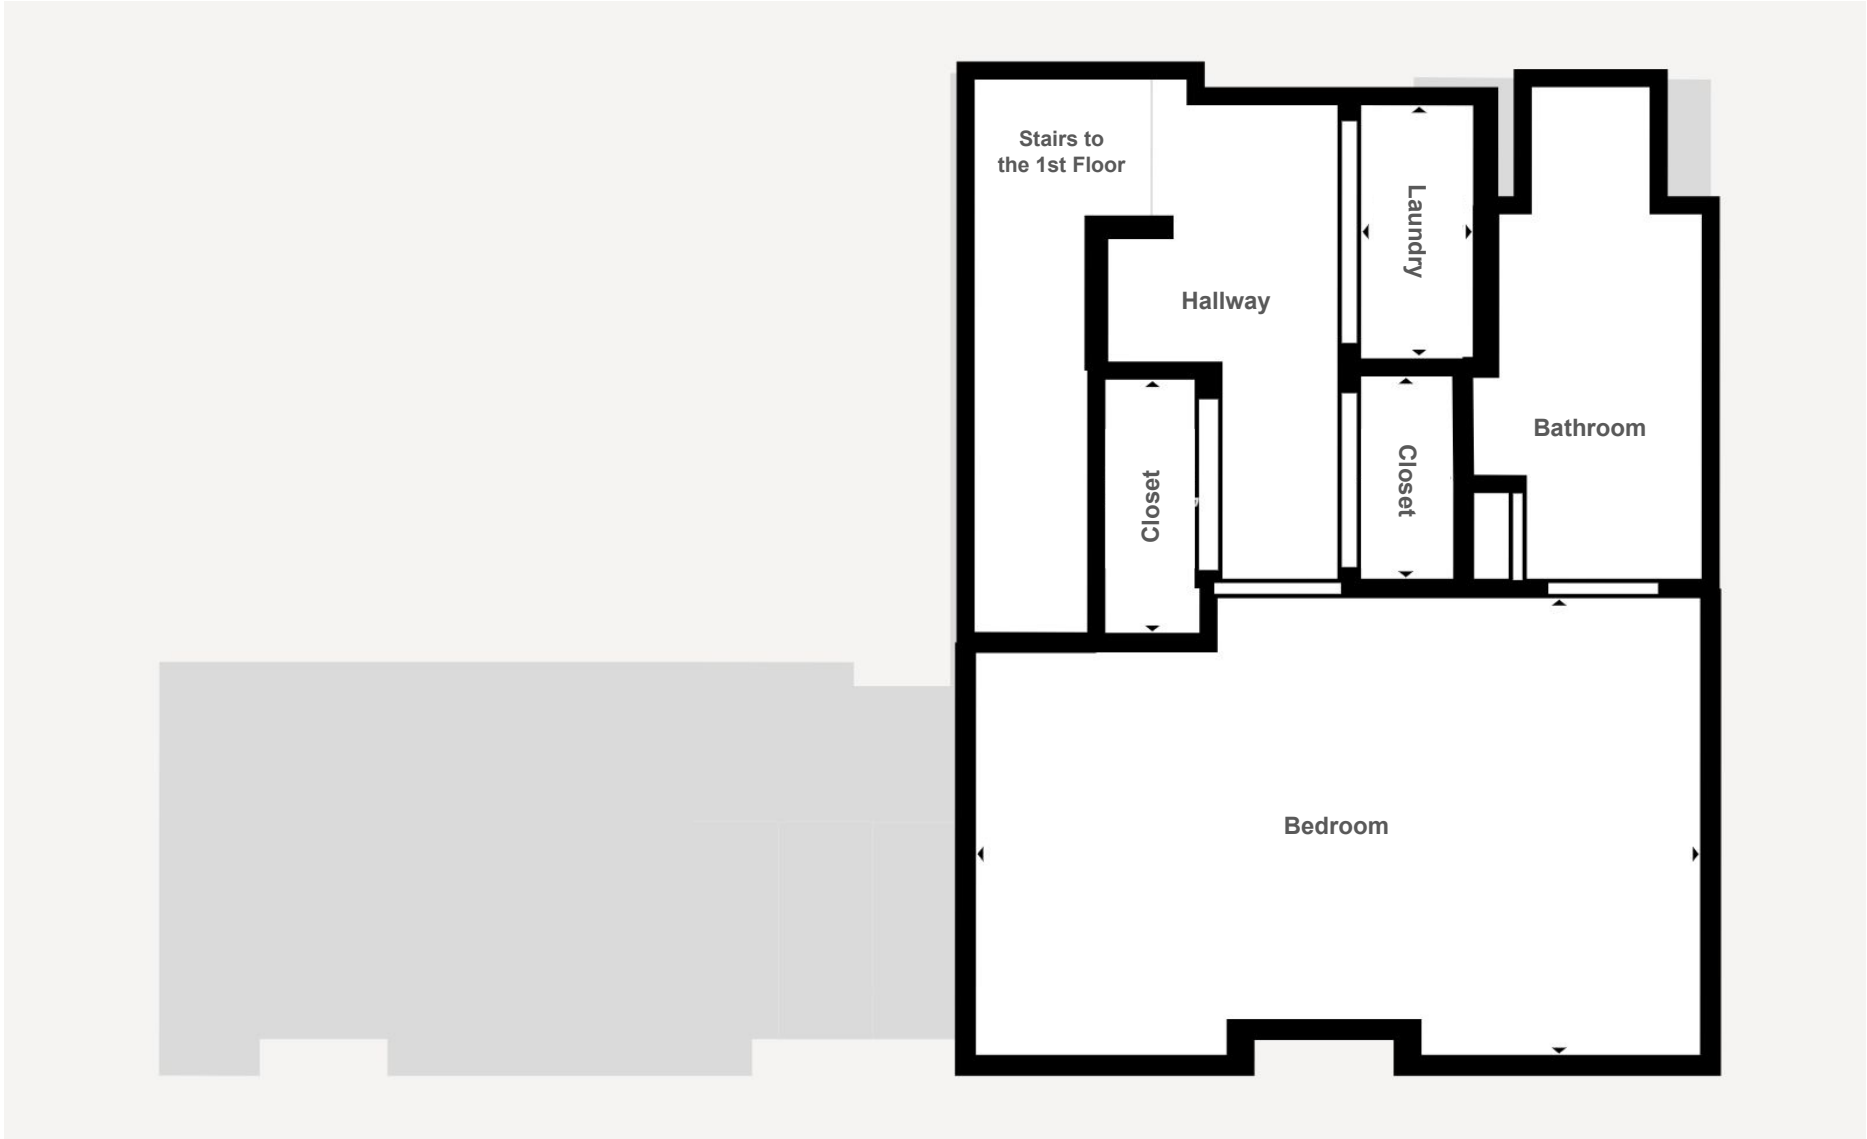 Stairs to
the 1st Floor
Laundry
Hallway
Bathroom
Closet
Closet
Bedroom